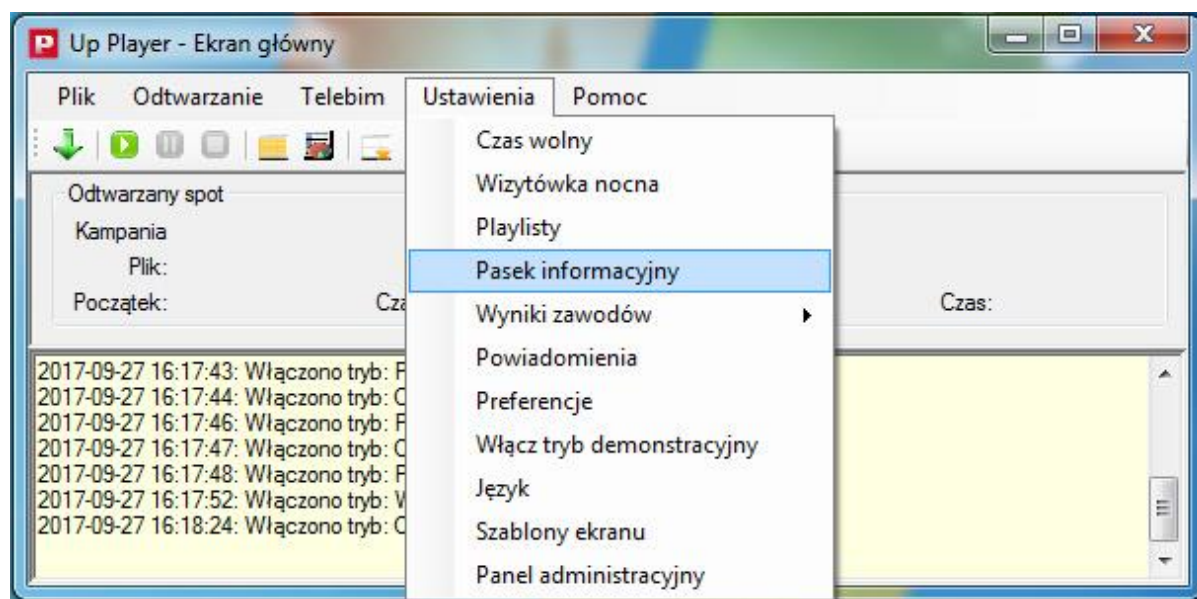 Up Player - Ekran główny
Plik Odtwarzanie Telebim Ustawienia Pomoc
Odtwarzany spot
Kampania
Plik:
Początek: Czas:
Czas wolny
Wizytówka nocna
Playlisty
Pasek informacyjny
Wyniki zawodów
Powiadomienia
Preferencje
Włącz tryb demonstracyjny
Język
Szablony ekranu
Panel administracyjny
2017-09-27 16:17:43: Włączono tryb:
2017-09-27 16:17:44: Włączono tryb:
2017-09-27 16:17:46: Włączono tryb:
2017-09-27 16:17:47: Włączono tryb:
2017-09-27 16:17:48: Włączono tryb:
2017-09-27 16:17:52: Włączono tryb:
2017-09-27 16:18:24: Włączono tryb: